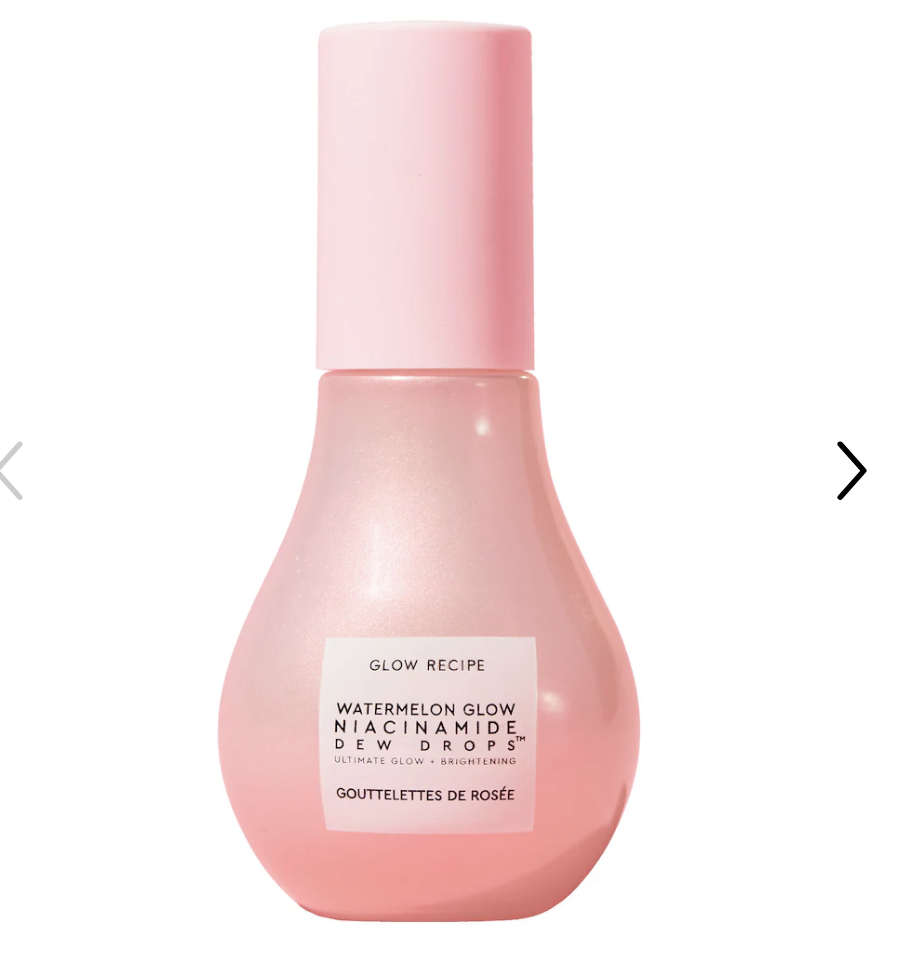 GLOW RECIPE
WATERMELON GLOW
NIACINAMIDE
DEW DROPS™
ULTIMATE GLOW + BRIGHTENING
GOUTTELETTES DE ROSÉE